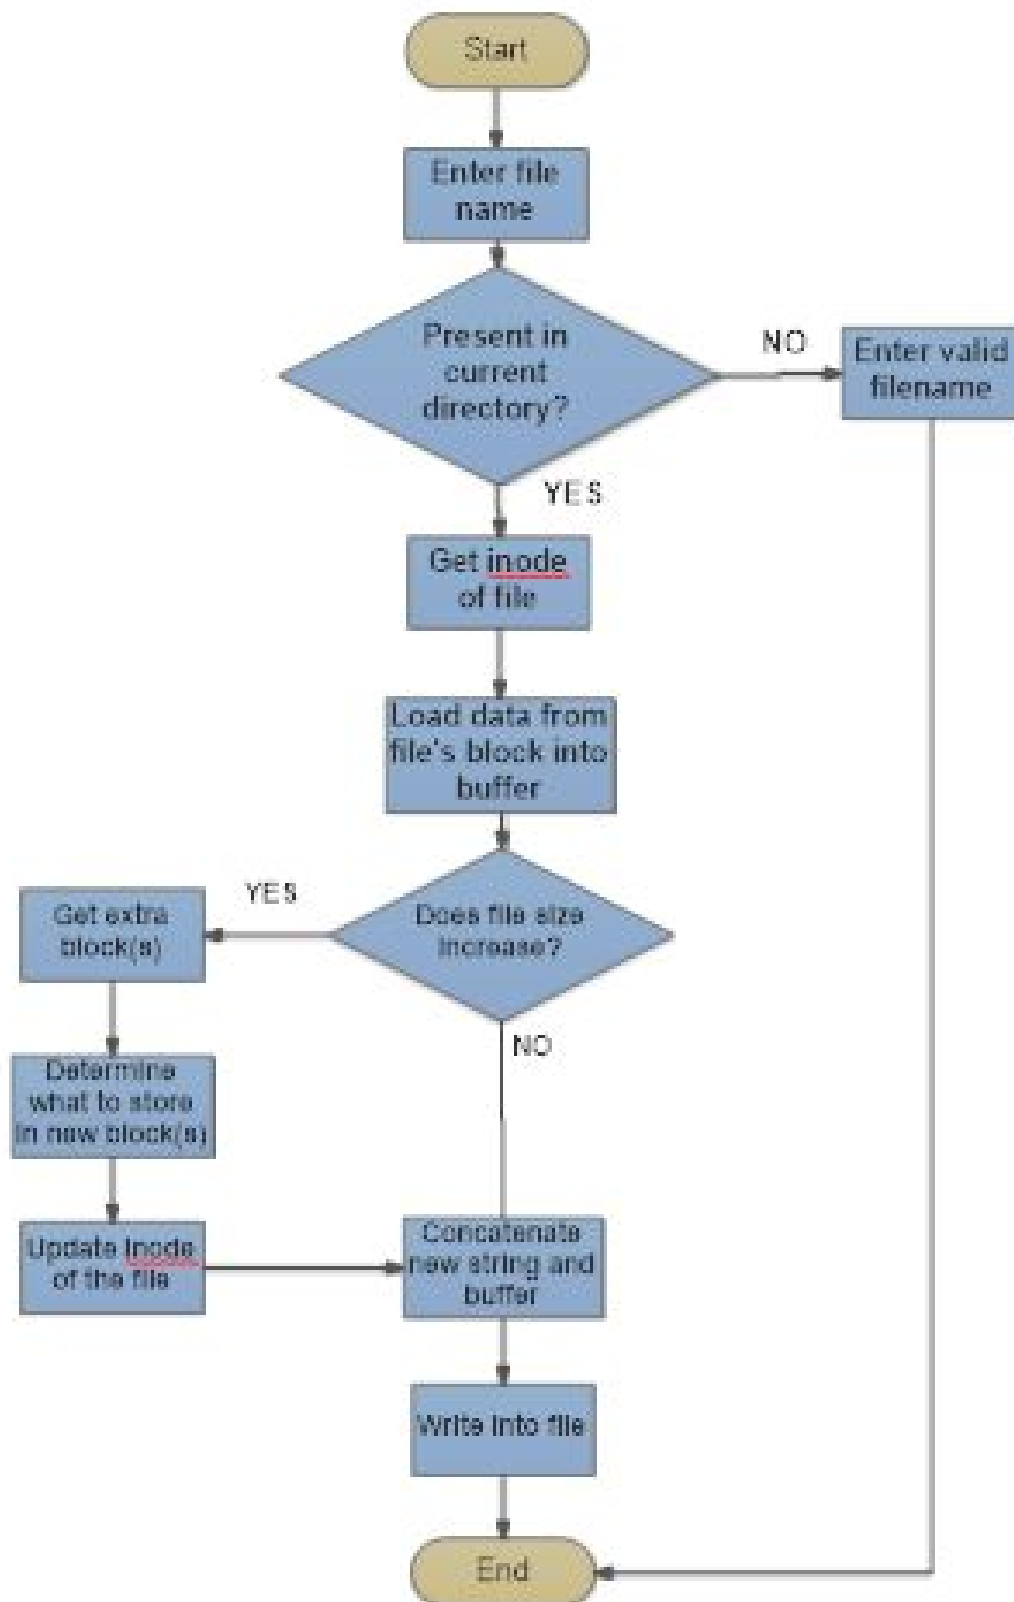 Start
Enter file
name
Present in
current
directory?
NO
Enter valid
filename
YES
Get inode
of file
Load data from
file's block into
buffer
Does file size
increase?
YES
Get extra
block(s)
NO
Determine
what to store
in new block(s)
Update inode
of the file
Concatenate
new string and
buffer
Write into file
End